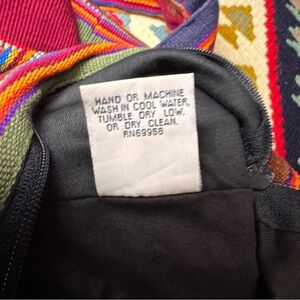 HAND OR MACHINE
WASH IN COOL WATER,
TUMBLE DRY LOW.
OR DRY CLEAN.
RN69958